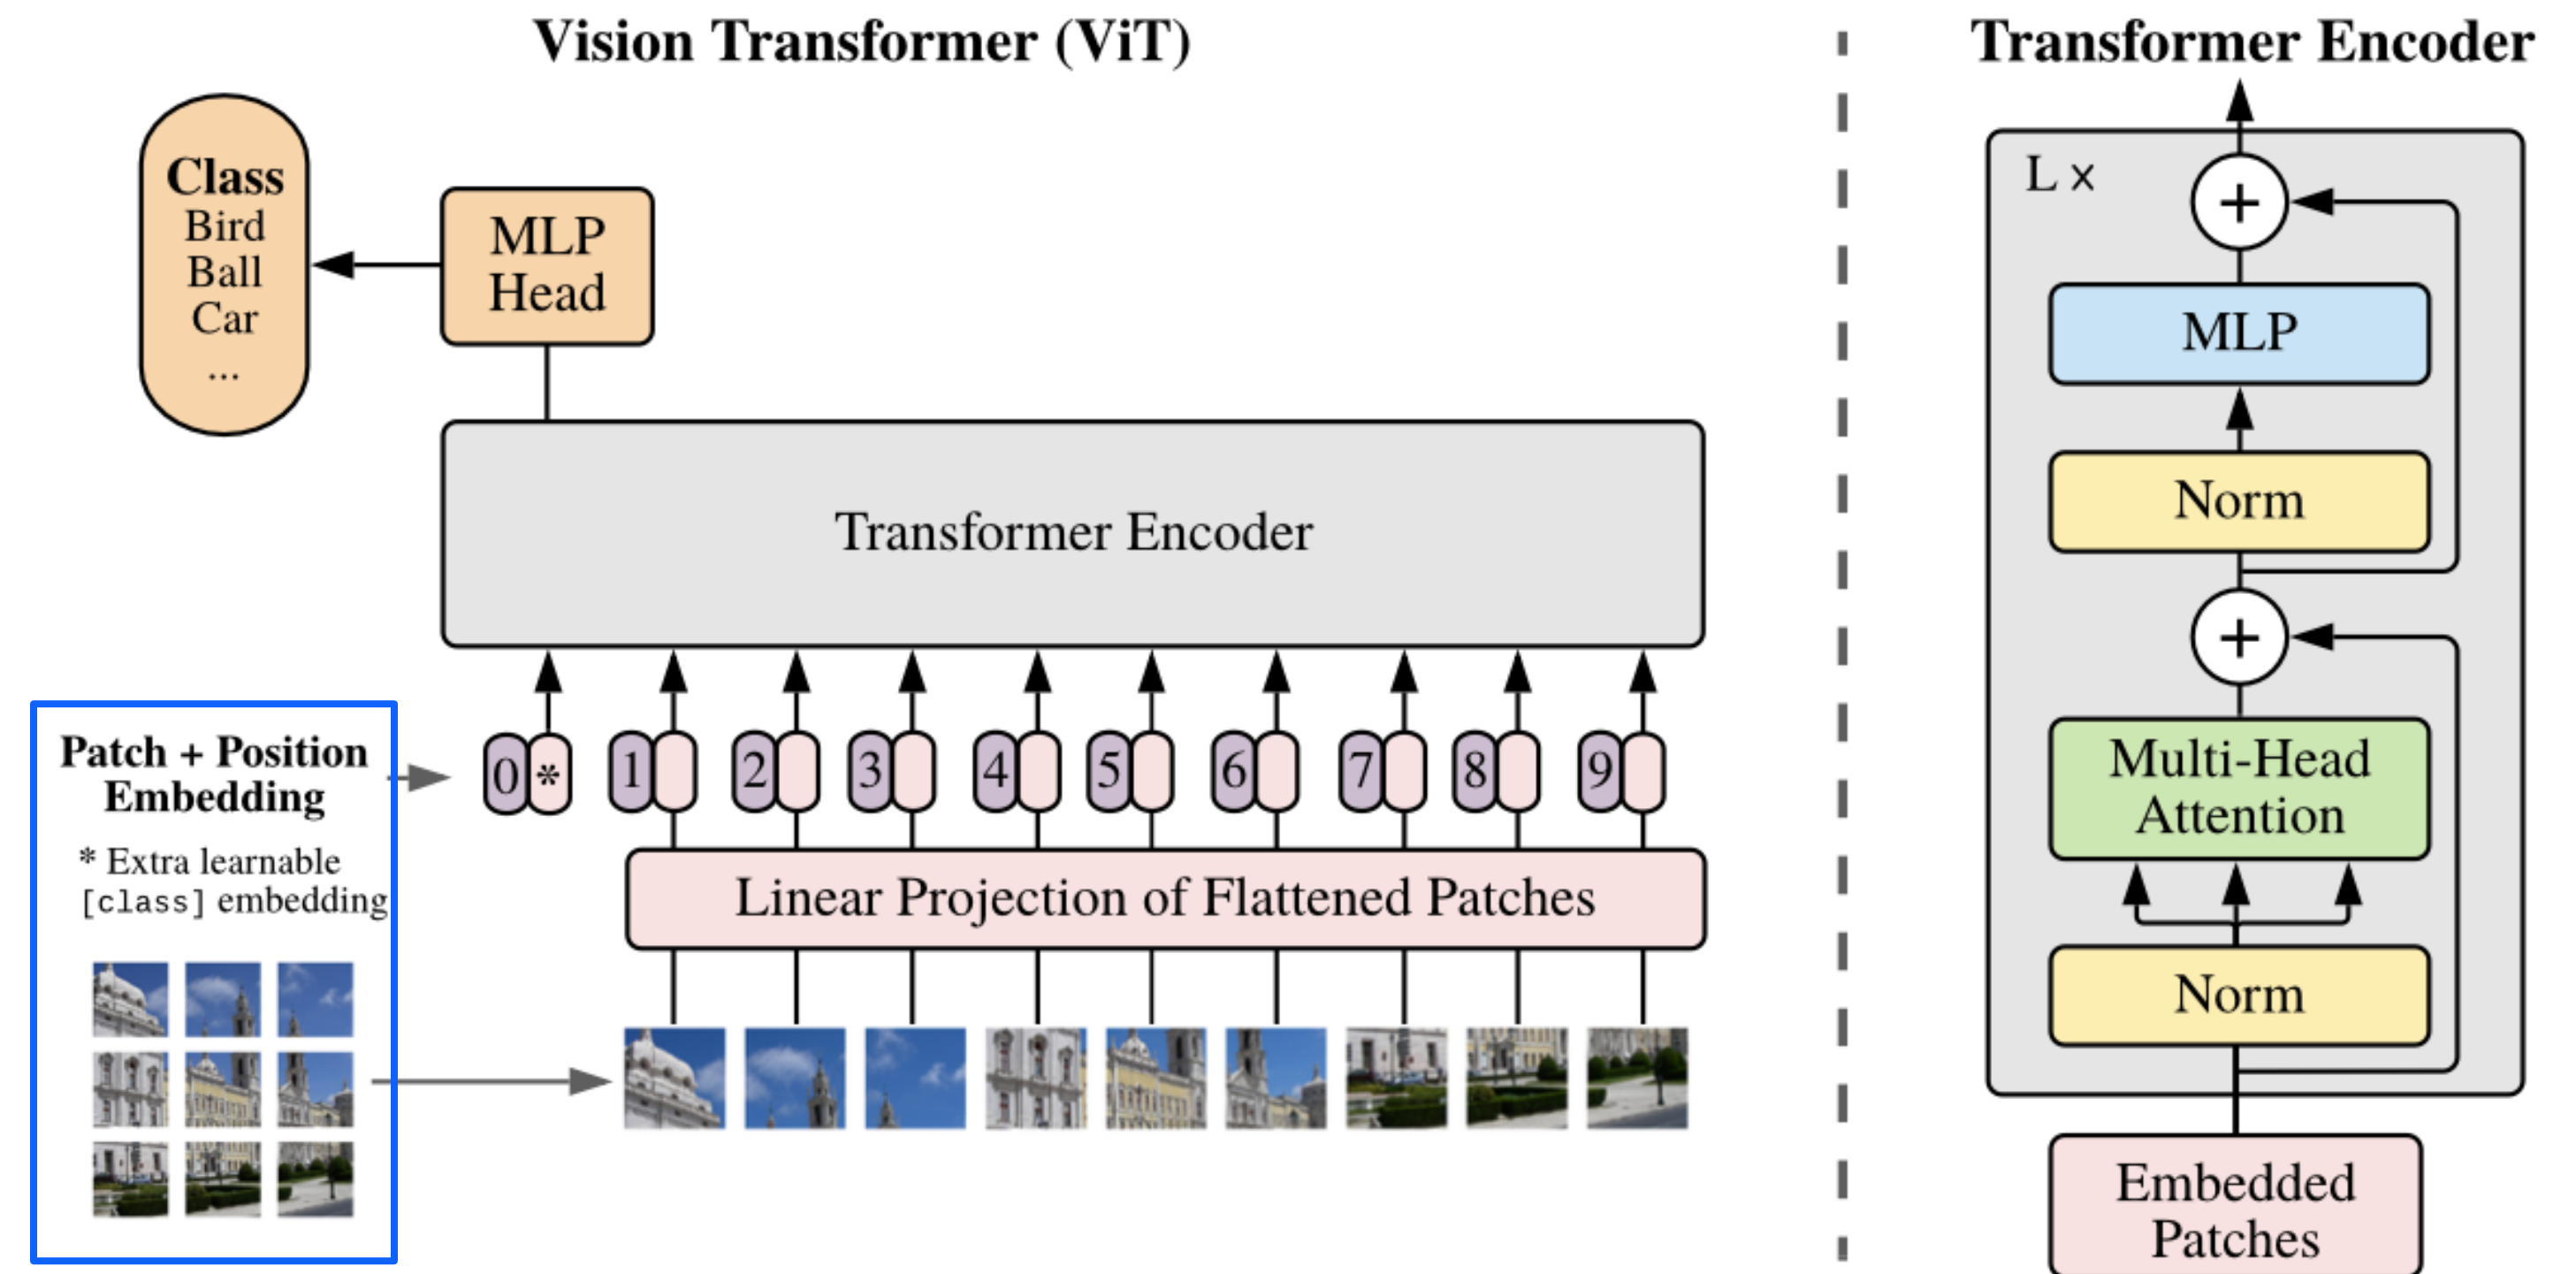 Vision Transformer (ViT)
Class
Bird
Ball
Car
...
MLP
Head
Transformer Encoder
Patch + Position
Embedding
* Extra learnable
[class] embedding
0 * 1 2 3 4 5 6 7 8 9
Linear Projection of Flattened Patches
Transformer Encoder
L ×
+
MLP
Norm
+
Multi-Head
Attention
Norm
Embedded
Patches